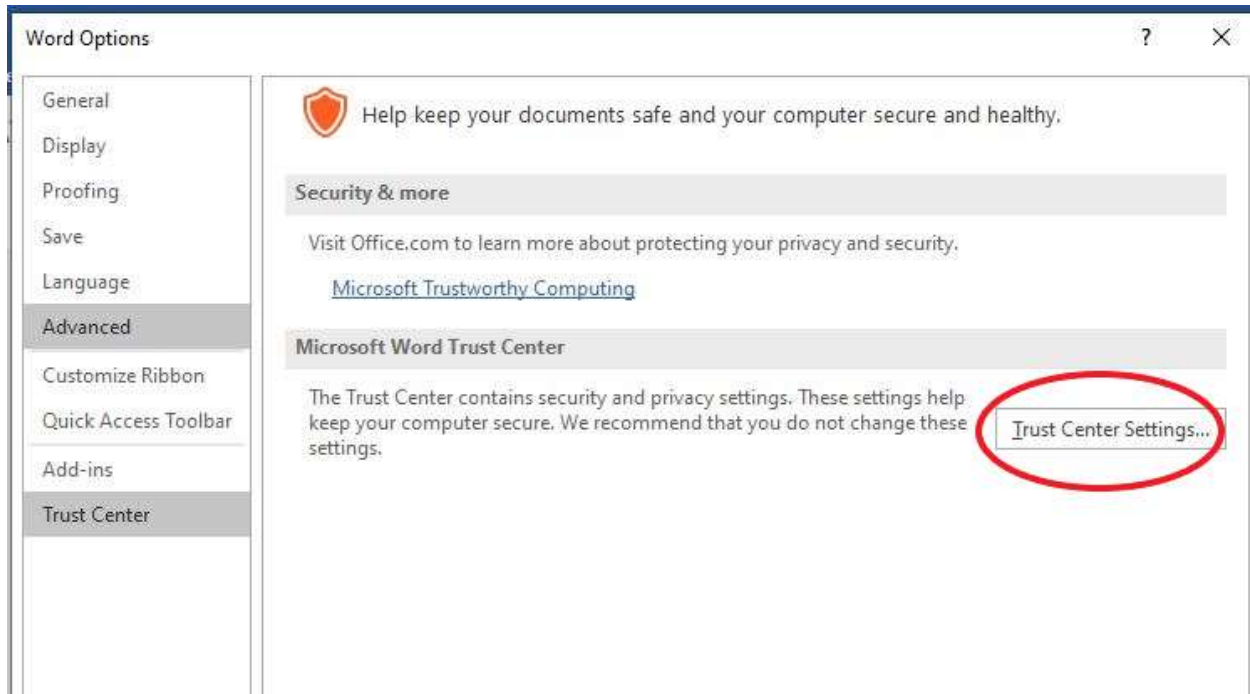 Word Options
?
General
Display
Proofing
Save
Language
Advanced
Customize Ribbon
Quick Access Toolbar
Add-ins
Trust Center
Help keep your documents safe and your computer secure and healthy.
Security & more
Visit Office.com to learn more about protecting your privacy and security.
Microsoft Trustworthy Computing
Microsoft Word Trust Center
The Trust Center contains security and privacy settings. These settings help
keep your computer secure. We recommend that you do not change these
settings.
Trust Center Settings...